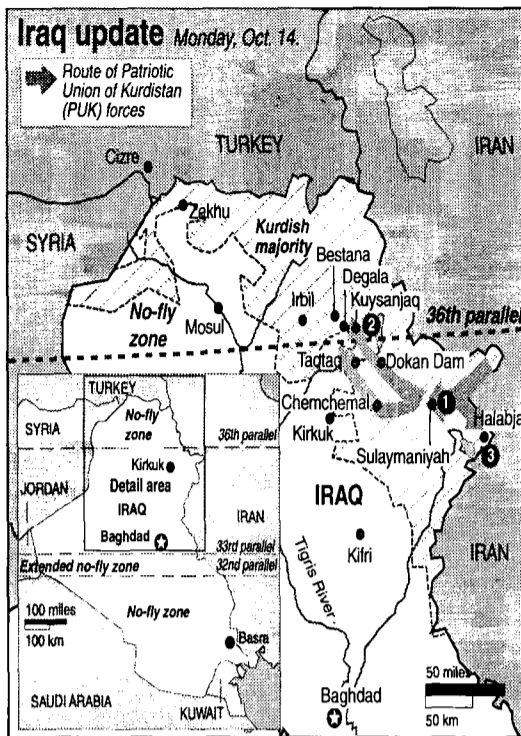 Iraq update Monday, Oct. 14.
Route of Patriotic
Union of Kurdistan
(PUK) forces
TURKEY
IRAN
Cizre
Zakhu
SYRIA
Kurdish
majority
Bestana
Degala
Kuysanjaq
Irbil
2
36th parallel
No-fly
zone
Mosul
Taqtaq
Dokan Dam
Chemchemal
1
Halabja
Kirkuk
Sulaymaniyah
3
IRAQ
Kifri
IRAN
Tigris River
Baghdad
50 miles
50 km
TURKEY
No-fly
zone
SYRIA
36th parallel
Kirkuk
JORDAN
Detail area
IRAQ
IRAN
Baghdad
33rd parallel
Extended no-fly zone
32nd parallel
No-fly zone
100 miles
100 km
Basra
SAUDI ARABIA
KUWAIT